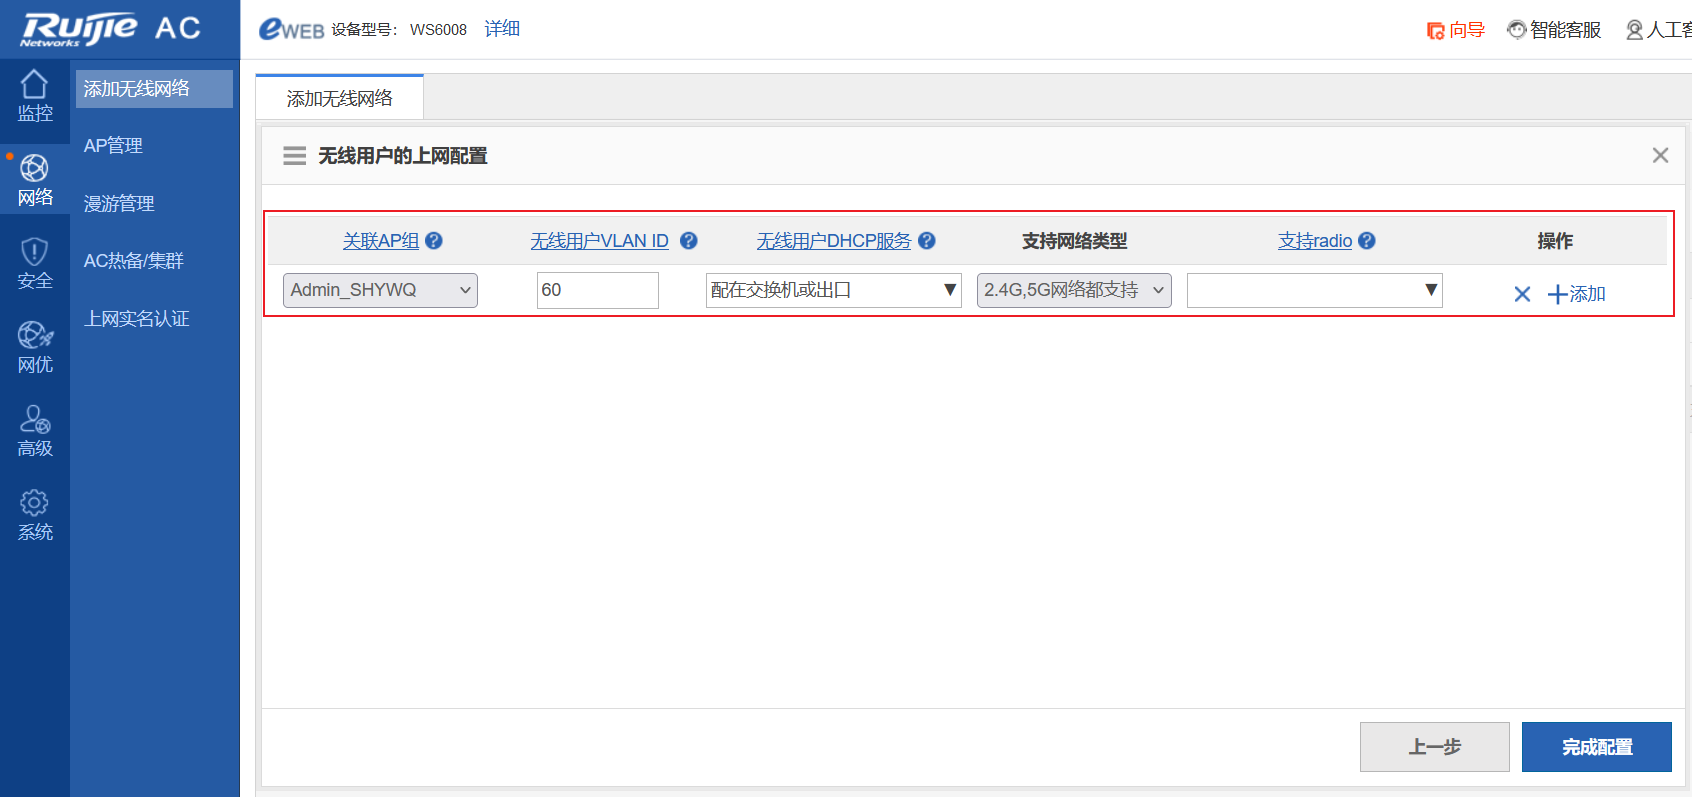 Ruijie AC
Networks
eWEB 设备型号： WS6008 详细
向导 智能客服 人工客
监控
网络
安全
网优
高级
系统
添加无线网络
AP管理
漫游管理
AC热备/集群
上网实名认证
添加无线网络
无线用户的上网配置
关联AP组 无线用户VLAN ID 无线用户DHCP服务 支持网络类型 支持radio 操作
Admin_SHYWQ 60 配在交换机或出口 2.4G,5G网络都支持 添加
上一步 完成配置